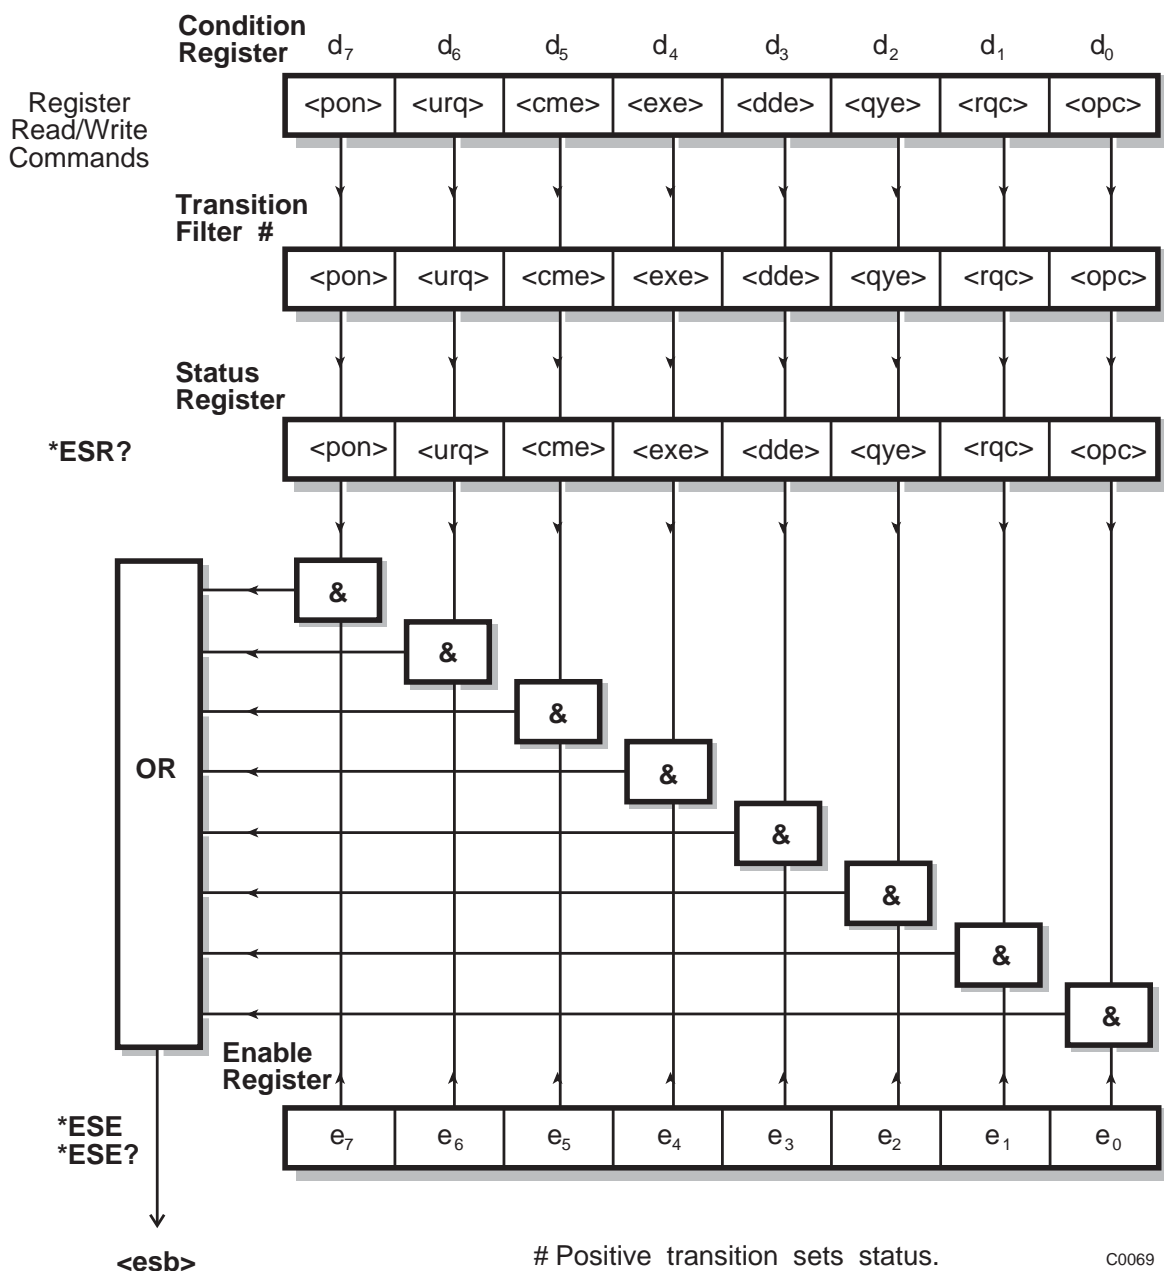 Condition
Register
d7 d6 d5 d4 d3 d2 d1 d0
Register
Read/Write
Commands
<pon> <urq> <cme> <exe> <dde> <qye> <rqc> <opc>
Transition
Filter #
<pon> <urq> <cme> <exe> <dde> <qye> <rqc> <opc>
Status
Register
*ESR?
<pon> <urq> <cme> <exe> <dde> <qye> <rqc> <opc>
&
&
&
&
&
&
&
&
OR
Enable
Register
*ESE
*ESE?
e7 e6 e5 e4 e3 e2 e1 e0
<esb>
# Positive transition sets status.
C0069